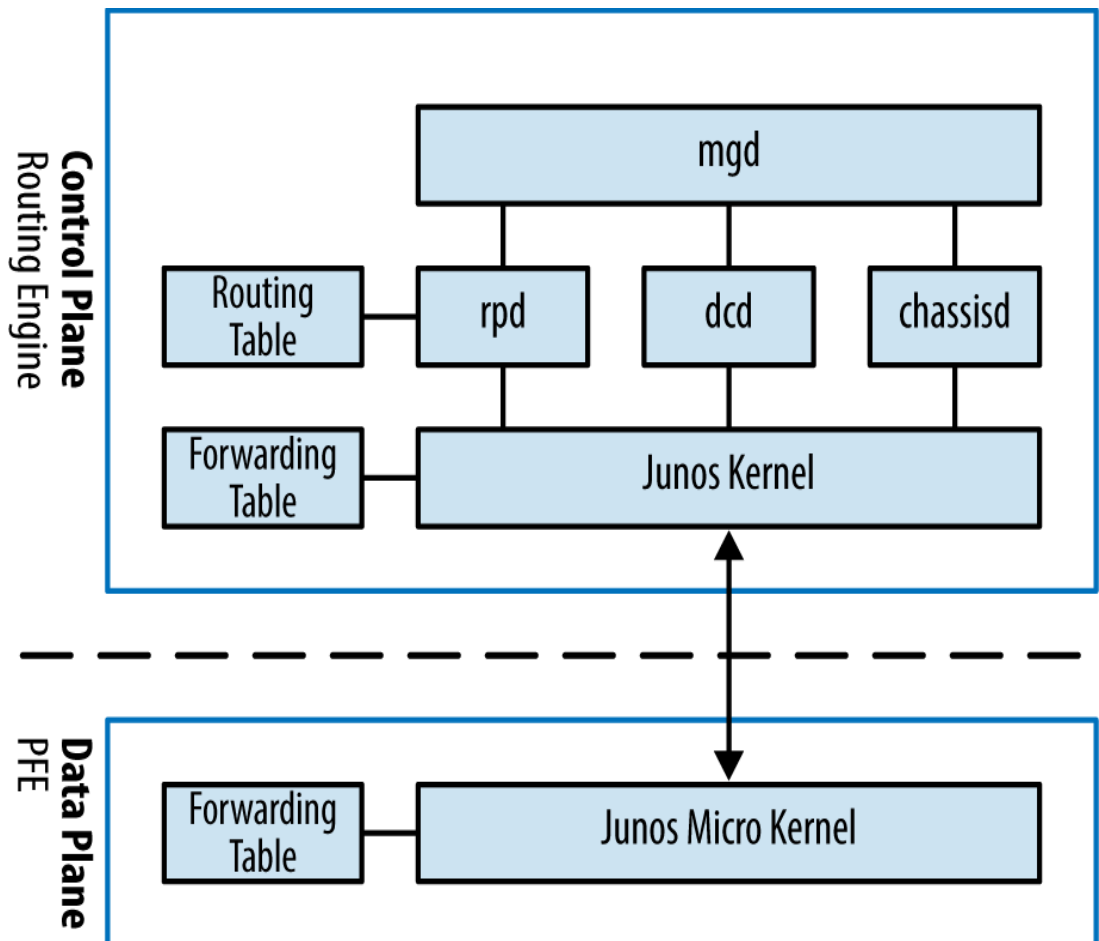 Control Plane
Routing Engine
mgd
Routing
Table
rpd
dcd
chassisd
Forwarding
Table
Junos Kernel
Data Plane
PFE
Forwarding
Table
Junos Micro Kernel